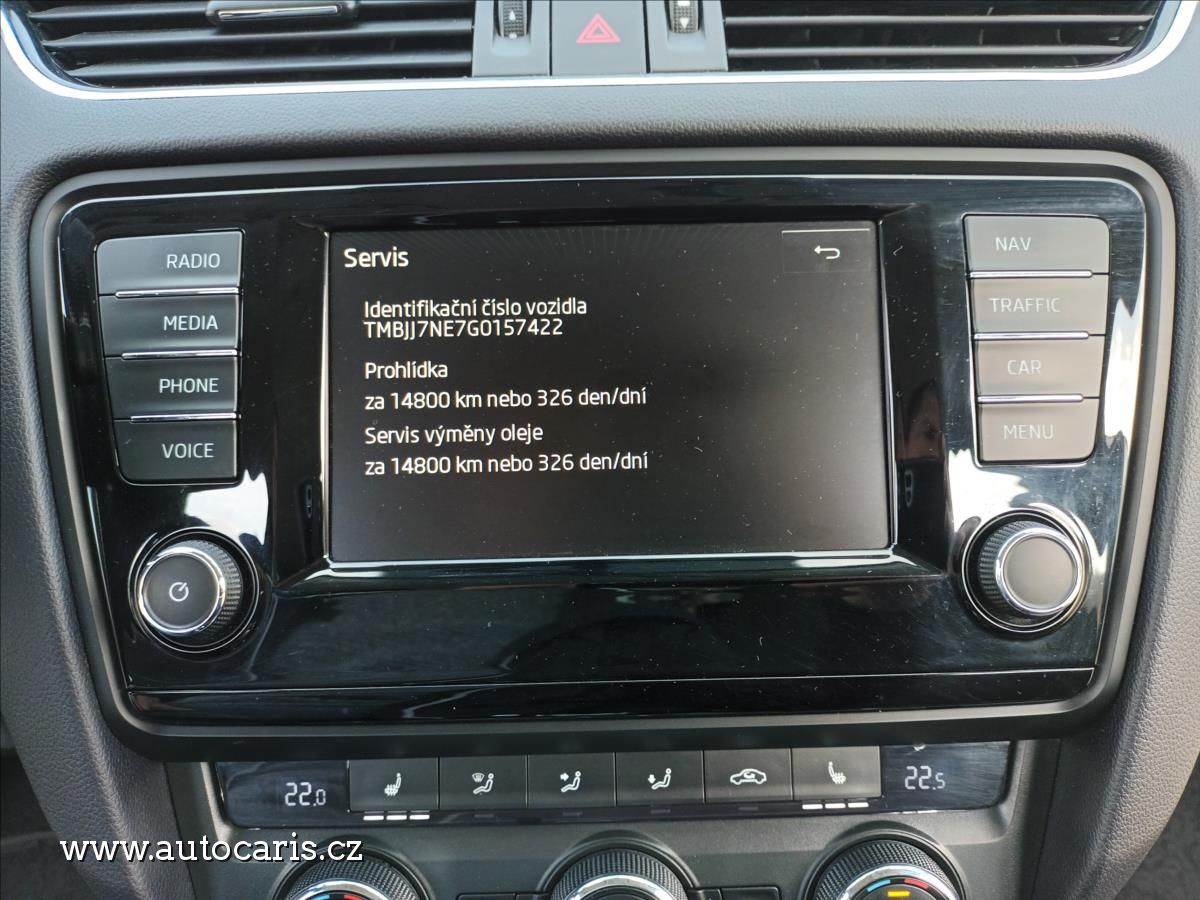 Servis
Identifikační číslo vozidla
TMBJJ7NE7G0157422
Prohlídka
za 14800 km nebo 326 den/dní
Servis výměny oleje
za 14800 km nebo 326 den/dní
RADIO
MEDIA
PHONE
VOICE
NAV
TRAFFIC
CAR
MENU
22.0
22.5
www.autocaris.cz